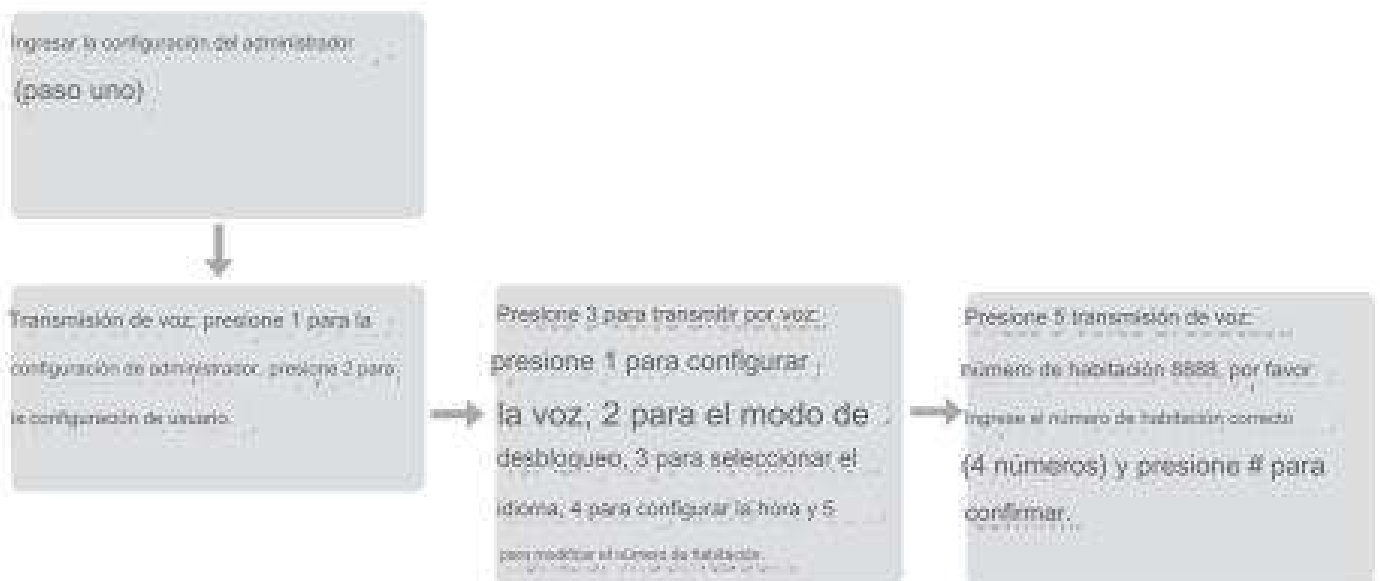 Ingresar la configuración del administrador
(paso uno)
Transmisión de voz: presione 1 para la
configuración de administrador, presione 2 para
la configuración de usuario.
Presione 3 para transmitir por voz:
presione 1 para configurar
la voz, 2 para el modo de
desbloqueo, 3 para seleccionar el
idioma, 4 para configurar la hora y 5
para modificar el número de habitación
Presione 5 transmisión de voz:
número de habitación 8888, por favor
ingrese el número de habitación correcto
(4 números) y presione # para
confirmar.